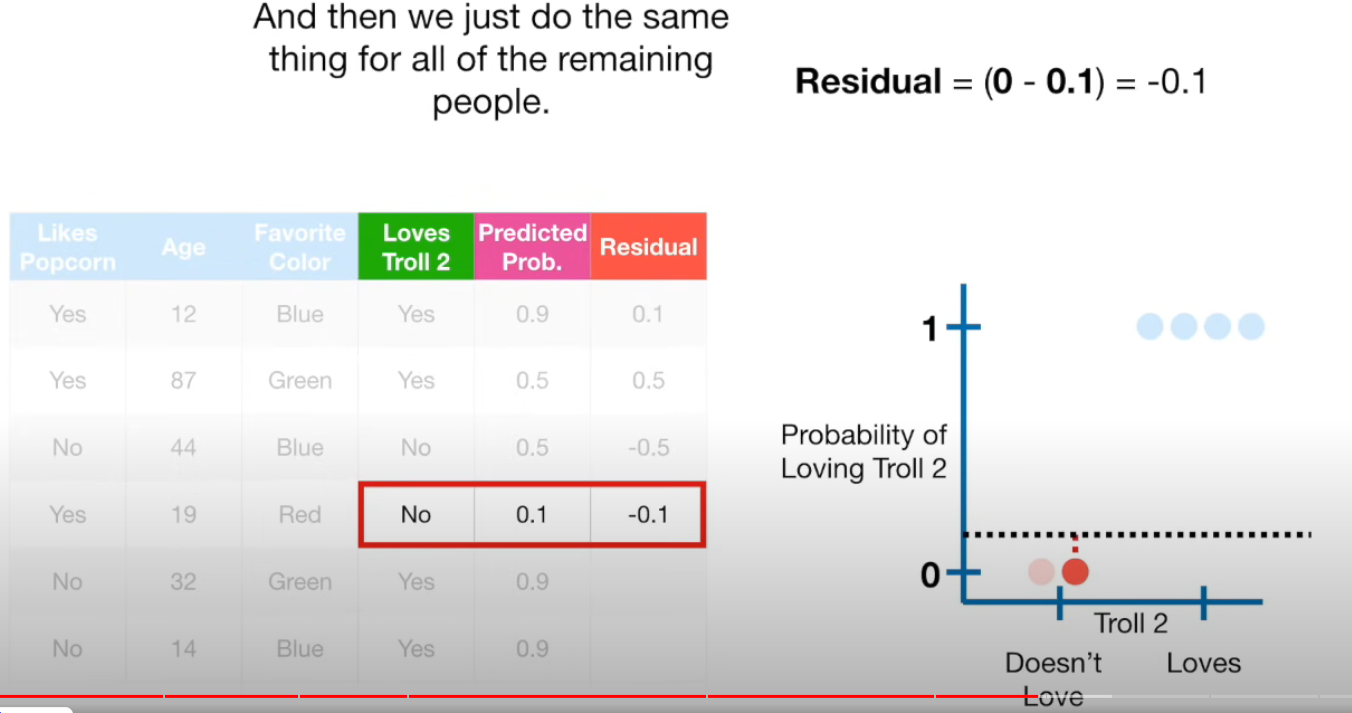 And then we just do the same
thing for all of the remaining
people.
Residual = (0 - 0.1) = -0.1
Likes Popcorn Age Favorite Color Loves Troll 2 Predicted Prob. Residual
Yes 12 Blue Yes 0.9 0.1
Yes 87 Green Yes 0.5 0.5
No 44 Blue No 0.5 -0.5
Yes 19 Red No 0.1 -0.1
No 32 Green Yes 0.9
No 14 Blue Yes 0.9
1
Probability of
Loving Troll 2
0
Troll 2
Doesn't Love
Loves